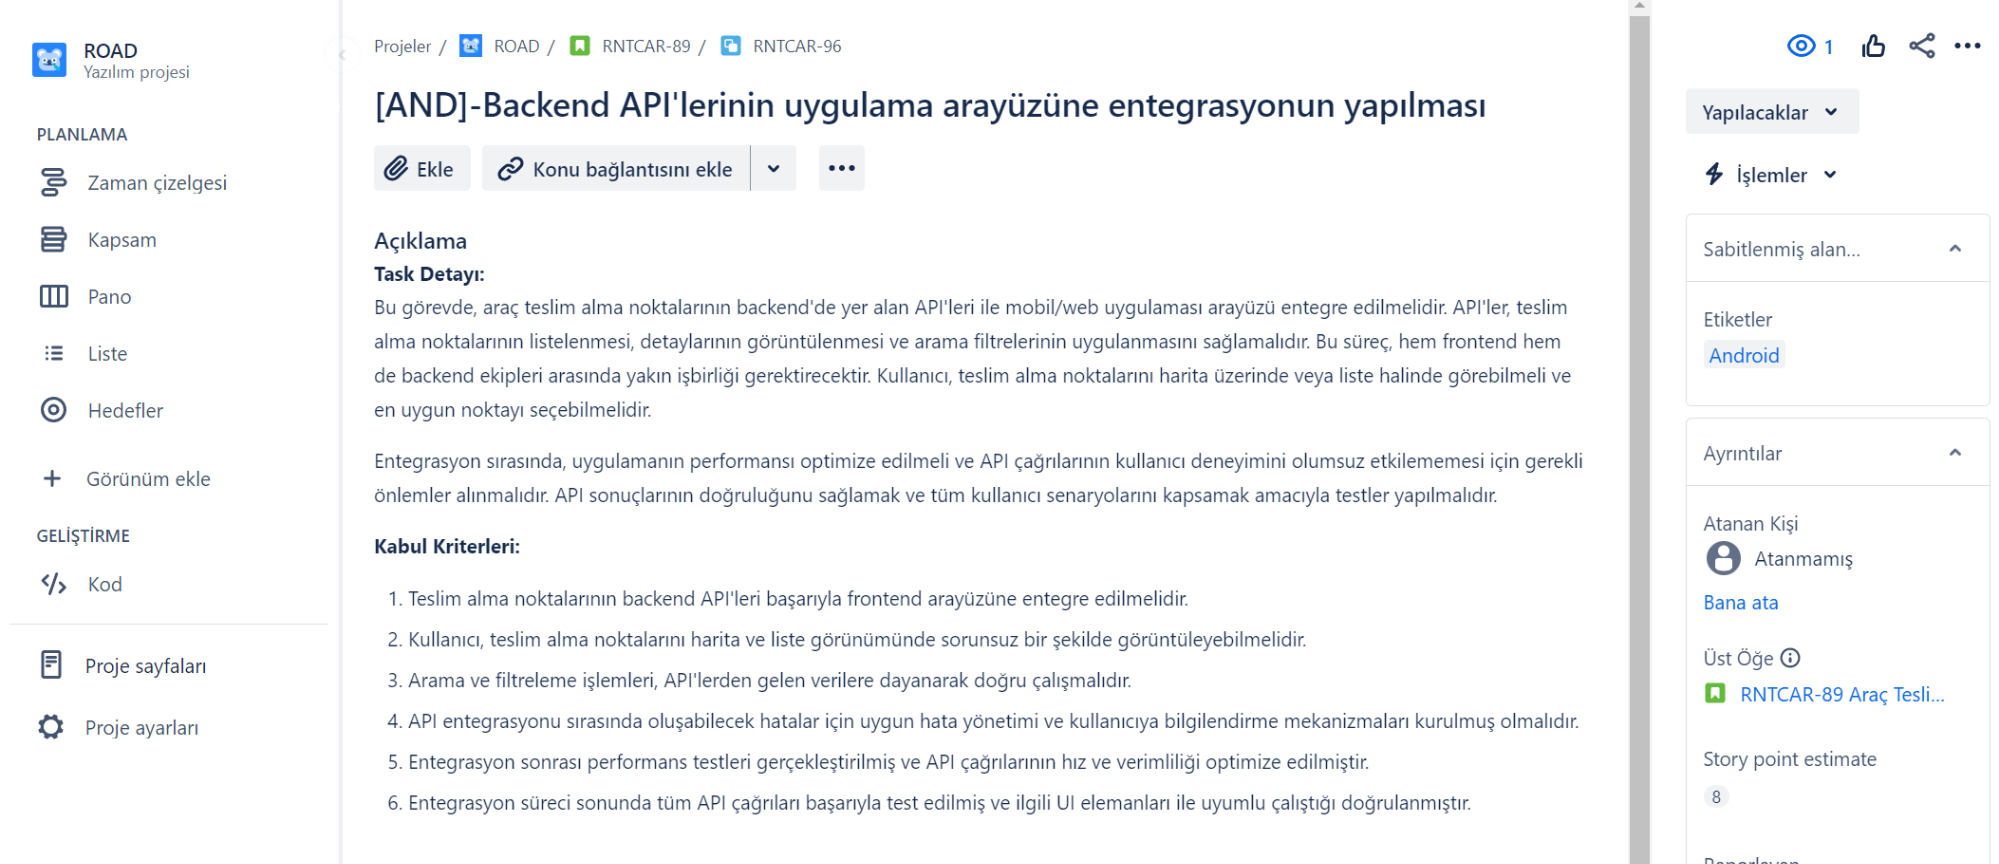 ROAD
Yazılım projesi
PLANLAMA
Zaman çizelgesi
Kapsam
Pano
Liste
Hedefler
Görünüm ekle
GELİŞTİRME
Kod
Proje sayfaları
Proje ayarları
Projeler / ROAD / RNTCAR-89 / RNTCAR-96
[AND]-Backend API'lerinin uygulama arayüzüne entegrasyonun yapılması
Ekle Konu bağlantısını ekle
Açıklama
Task Detayı:
Bu görevde, araç teslim alma noktalarının backend'de yer alan API'leri ile mobil/web uygulaması arayüzü entegre edilmelidir. API'ler, teslim
alma noktalarının listelenmesi, detaylarının görüntülenmesi ve arama filtrelerinin uygulanmasını sağlamalıdır. Bu süreç, hem frontend hem
de backend ekipleri arasında yakın işbirliği gerektirecektir. Kullanıcı, teslim alma noktalarını harita üzerinde veya liste halinde görebilmeli ve
en uygun noktayı seçebilmelidir.
Entegrasyon sırasında, uygulamanın performansı optimize edilmeli ve API çağrılarının kullanıcı deneyimini olumsuz etkilememesi için gerekli
önlemler alınmalıdır. API sonuçlarının doğruluğunu sağlamak ve tüm kullanıcı senaryolarını kapsamak amacıyla testler yapılmalıdır.
Kabul Kriterleri:
1. Teslim alma noktalarının backend API'leri başarıyla frontend arayüzüne entegre edilmelidir.
2. Kullanıcı, teslim alma noktalarını harita ve liste görünümünde sorunsuz bir şekilde görüntüleyebilmelidir.
3. Arama ve filtreleme işlemleri, API'lerden gelen verilere dayanarak doğru çalışmalıdır.
4. API entegrasyonu sırasında oluşabilecek hatalar için uygun hata yönetimi ve kullanıcıya bilgilendirme mekanizmaları kurulmuş olmalıdır.
5. Entegrasyon sonrası performans testleri gerçekleştirilmiş ve API çağrılarının hız ve verimliliği optimize edilmiştir.
6. Entegrasyon süreci sonunda tüm API çağrıları başarıyla test edilmiş ve ilgili UI elemanları ile uyumlu çalıştığı doğrulanmıştır.
1
Yapılacaklar
İşlemler
Sabitlenmiş alan...
Etiketler
Android
Ayrıntılar
Atanan Kişi
Atanmamış
Bana ata
Üst Öğe
RNTCAR-89 Araç Tesli...
Story point estimate
8